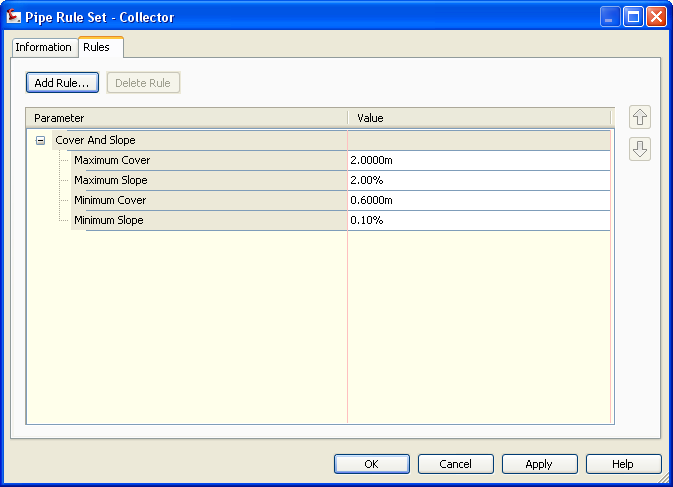 Pipe Rule Set - Collector
Information Rules
Add Rule... Delete Rule
Parameter Value
Cover And Slope
Maximum Cover 2.0000m
Maximum Slope 2.00%
Minimum Cover 0.6000m
Minimum Slope 0.10%
OK Cancel Apply Help